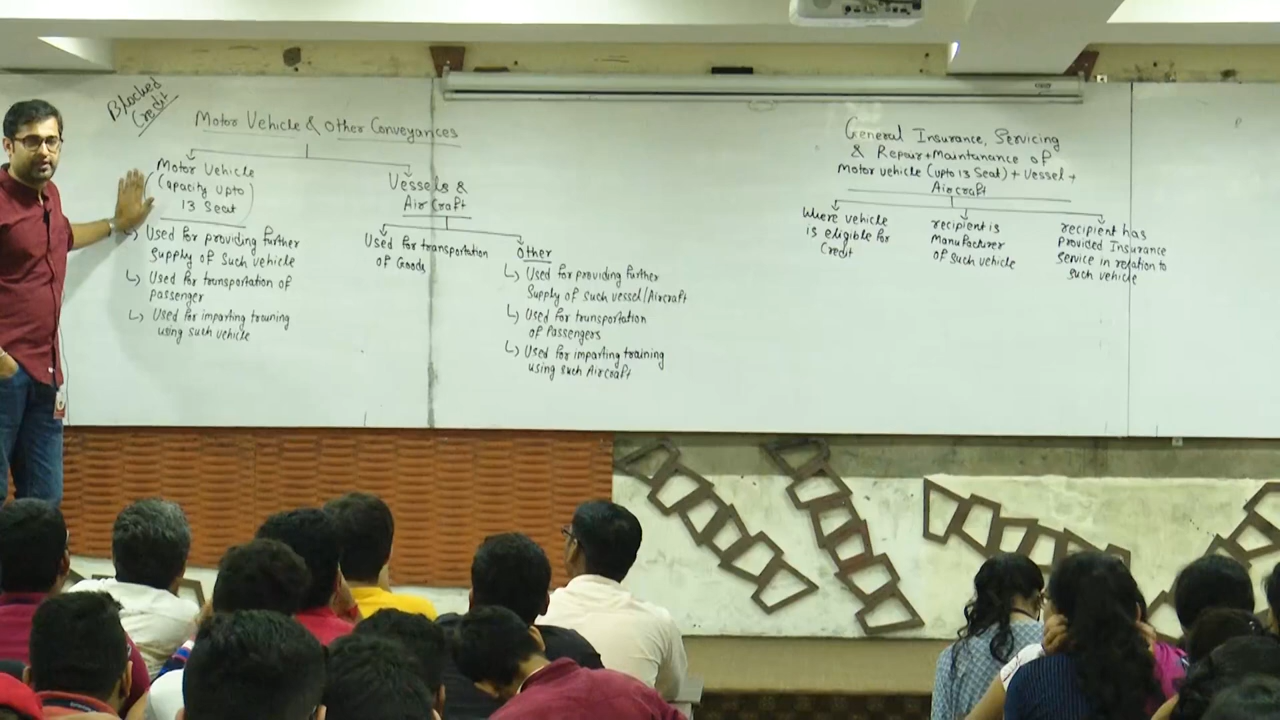 Blocked
Credit
Motor Vehicle & Other Conveyances
Motor Vehicle
(Capacity upto
13 Seat)
↳ Used for providing further
Supply of Such vehicle
↳ Used for transportation of
passenger
↳ Used for imparting training
using such vehicle
Vessels &
Air Craft
Used for transportation
of Goods
Other
↳ Used for providing further
Supply of such vessel/Aircraft
↳ Used for transportation
of Passengers
↳ Used for imparting training
using such Aircraft
General Insurance, Servicing
& Repair + Maintanance of
Motor vehicle (upto 13 Seat) + Vessel +
Aircraft
Where vehicle
is eligible for
Credit
recipient is
Manufacturer
of such vehicle
recipient has
Provided Insurance
Service in relation to
such vehicle